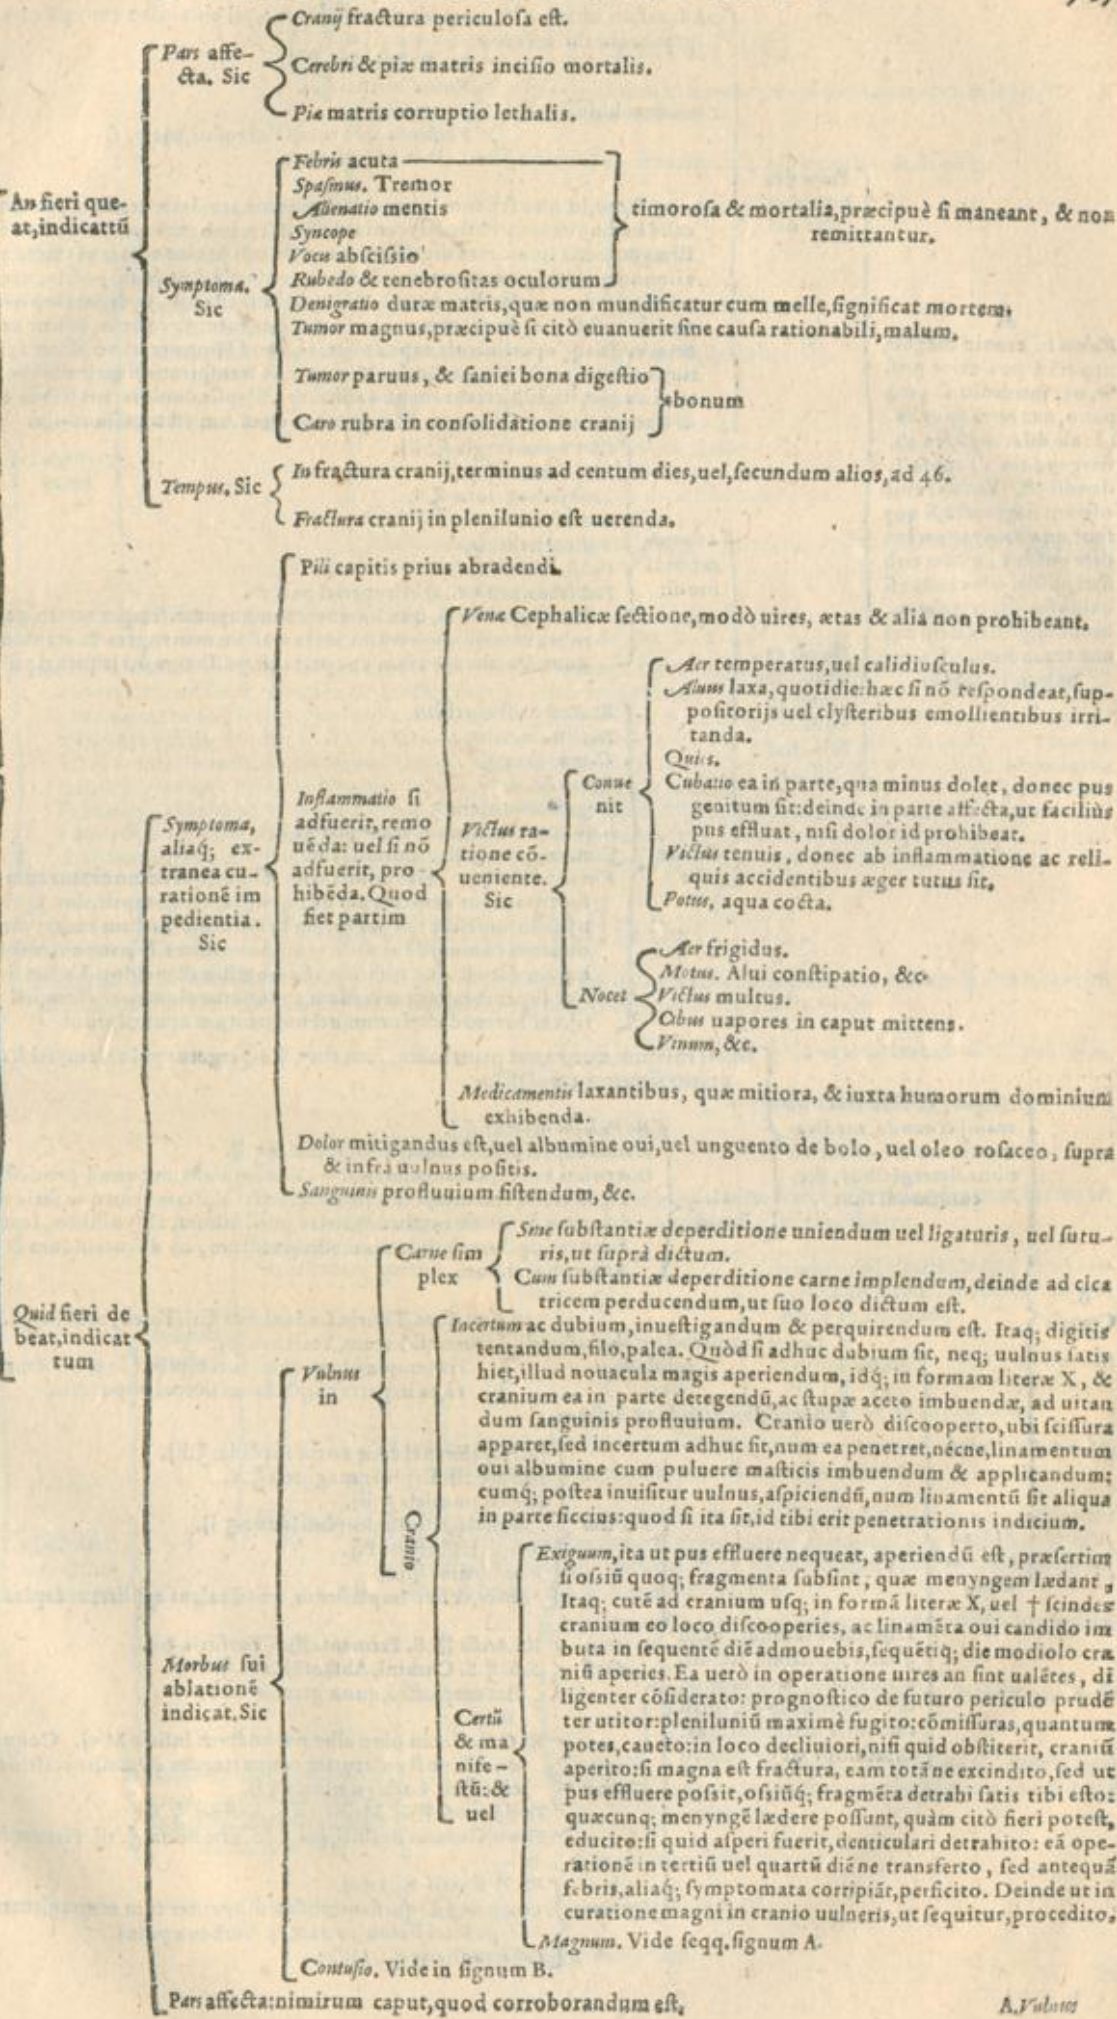 An fieri que-
at, indicattũ
Pars affe-
cta. Sic
Cranij fractura periculoſa eſt.
Cerebri & piæ matris inciſio mortalis.
Piæ matris corruptio lethalis.
Symptoma.
Sic
Febris acuta
Spaſmus. Tremor
Alienatio mentis
Syncope
Vocis abſciſsio
Rubedo & tenebroſitas oculorum
timoroſa & mortalia, præcipuè ſi maneant, & non
remittantur.
Denigratio duræ matris, quæ non mundificatur cum melle, ſignificat mortem.
Tumor magnus, præcipuè ſi citò euanuerit ſine cauſa rationabili, malum.
Tumor paruus, & ſaniei bona digeſtio
Caro rubra in conſolidatione cranij
bonum
Tempus. Sic
In fractura cranij, terminus ad centum dies, uel, ſecundum alios, ad 46.
Fractura cranij in plenilunio eſt uerenda.
Quid fieri de
beat, indicat
tum
Symptoma,
aliaq́; ex-
tranea cu-
rationẽ im
pedientia.
Sic
Pili capitis prius abradendi.
Inflammatio ſi
adfuerit, remo
uẽda: uel ſi nõ
adfuerit, pro-
hibẽda. Quod
fiet partim
Venæ Cephalicæ ſectione, modò uires, ætas & alia non prohibeant.
Victus ra-
tione cõ-
ueniente.
Sic
Conue
nit
Aer temperatus, uel calidiuſculus.
Aluus laxa, quotidie: hæc ſi nõ reſpondeat, ſup-
poſitorijs uel clyſteribus emollientibus irri-
tanda.
Quies.
Cubatio ea in parte, qua minus dolet, donec pus
genitum ſit: deinde in parte affecta, ut faciliùs
pus effluat, niſi dolor id prohibeat.
Victus tenuis, donec ab inflammatione ac reli-
quis accidentibus æger tutus ſit.
Potus, aqua cocta.
Nocet
Aer frigidus.
Motus. Alui conſtipatio, &c.
Victus multus.
Cibus uapores in caput mittens.
Vinum, &c.
Medicamentis laxantibus, quæ mitiora, & iuxta humorum dominium
exhibenda.
Dolor mitigandus eſt, uel albumine oui, uel unguento de bolo, uel oleo roſaceo, ſupra
& infra uulnus poſitis.
Sanguinis profluuium ſiſtendum, &c.
Morbus ſui
ablationẽ
indicat. Sic
Vulnus
in
Carne ſim
plex
Sine ſubſtantiæ deperditione uniendum uel ligaturis, uel ſutu-
ris, ut ſuprà dictum.
Cum ſubſtantiæ deperditione carne implendum, deinde ad cica
tricem perducendum, ut ſuo loco dictum eſt.
Cranio
Incertum ac dubium, inueſtigandum & perquirendum eſt. Itaq; digitis
tentandum, filo, palea. Quòd ſi adhuc dubium ſit, neq; uulnus ſatis
hiet, illud nouacula magis aperiendum, idq́; in formam literæ X, &
cranium ea in parte detegendũ, ac ſtupæ aceto imbuendæ, ad uitan
dum ſanguinis profluuium. Cranio uerò diſcooperto, ubi ſciſſura
apparet, ſed incertum adhuc ſit, num ea penetret, nécne, linamentum
oui albumine cum puluere maſticis imbuendum & applicandum:
cumq́; poſtea inuiſitur uulnus, aſpiciendũ, num linamentũ ſit aliqua
in parte ſiccius: quod ſi ita ſit, id tibi erit penetrationis indicium.
Certũ
& ma
nife-
ſtũ: &
uel
Exiguum, ita ut pus effluere nequeat, aperiendũ eſt, præſertim
ſi oſsiũ quoq; fragmenta ſubſint, quæ menyngem lædant.
Itaq; cutẽ ad cranium uſq; in formã literæ X, uel † ſcindes
cranium eo loco diſcooperies, ac linamẽta oui candido im
buta in ſequentẽ diẽ admouebis, ſequẽtiq́; die modiolo cra
niũ aperies. Ea uerò in operatione uires an ſint ualẽtes, di
ligenter cõſiderato: prognoſtico de futuro periculo prudẽ
ter utitor: pleniluniũ maximè fugito: cõmiſſuras, quantum
potes, caueto: in loco decliuiori, niſi quid obſtiterit, craniũ
aperito: ſi magna eſt fractura, eam totã ne excindito, ſed ut
pus effluere poſsit, oſsiũq́; fragmẽta detrahi ſatis tibi eſto:
quæcunq; menyngẽ lædere poſſunt, quàm citò fieri poteſt,
educito: ſi quid aſperi fuerit, denticulari detrahito: eã ope-
rationẽ in tertiũ uel quartũ diẽ ne transferto, ſed antequã
febris, aliaq́; ſymptomata corripiãt, perficito. Deinde ut in
curatione magni in cranio uulneris, ut ſequitur, procedito.
Magnum. Vide ſeqq. ſignum A.
Contuſio. Vide in ſignum B.
Pars affecta: nimirum caput, quod corroborandum eſt.
A. Vulnus